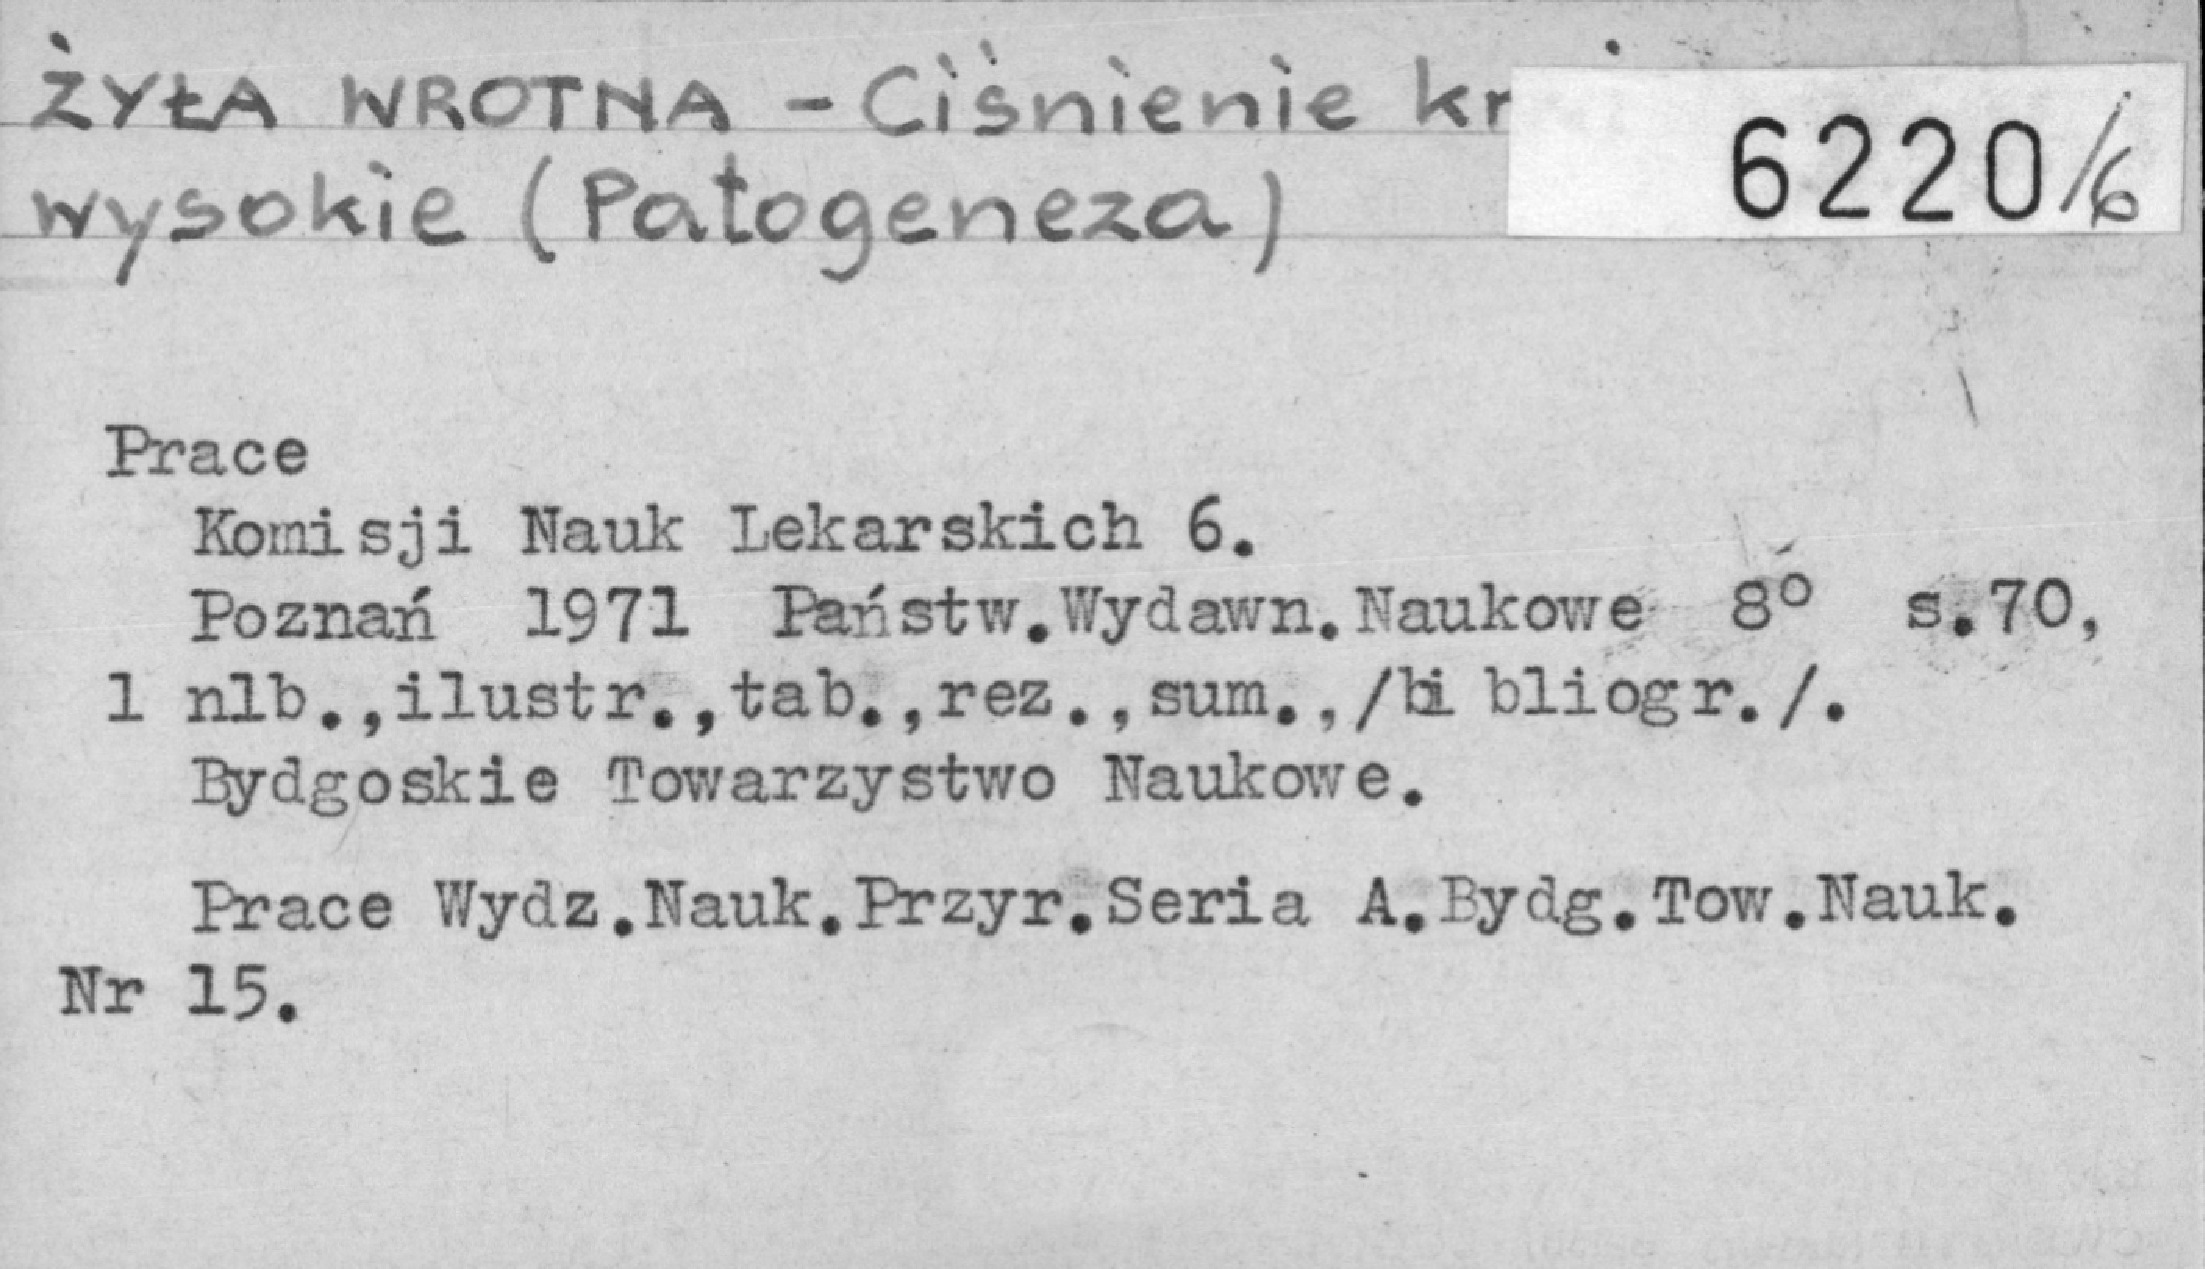 ŻYŁA WROTNA - Ciśnienie
6220/6
wysokie (Patogeneza)
Prace
Komisji Nauk Lekarskich 6.
Poznań 1971 Państw.Wydawn.Naukowe 8° s.70,
1 nlb.,ilustr.,tab.,rez.,sum.,/bibliogr./.
Bydgoskie Towarzystwo Naukowe.
Prace Wydz.Nauk.Przyr.Seria A.Bydg.Tow.Nauk.
Nr 15.